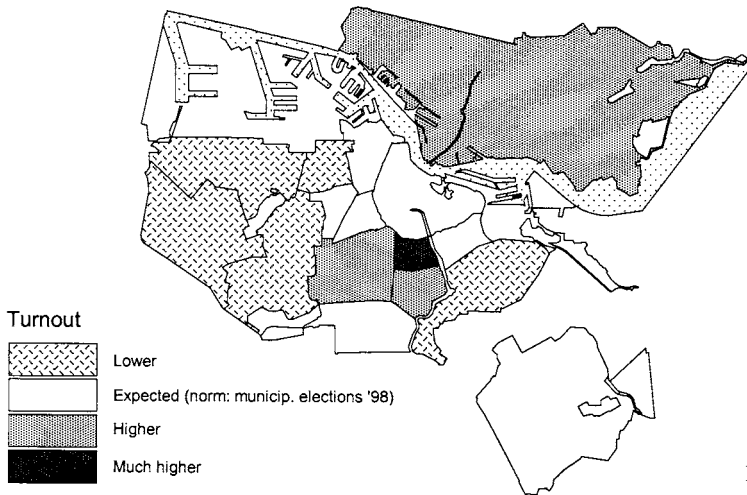 Turnout
Lower
Expected (norm: municip. elections '98)
Higher
Much higher